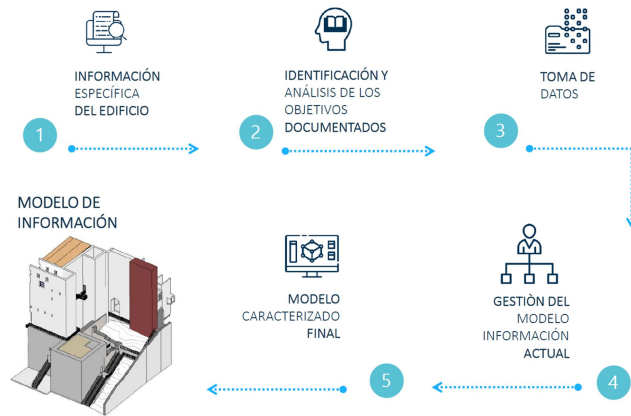 INFORMACIÓN
ESPECÍFICA
DEL EDIFICIO
1
IDENTIFICACIÓN Y
ANÁLISIS DE LOS
OBJETIVOS
DOCUMENTADOS
2
TOMA DE
DATOS
3
GESTIÒN DEL
MODELO
INFORMACIÓN
ACTUAL
4
MODELO
CARACTERIZADO
FINAL
5
MODELO DE
INFORMACIÓN